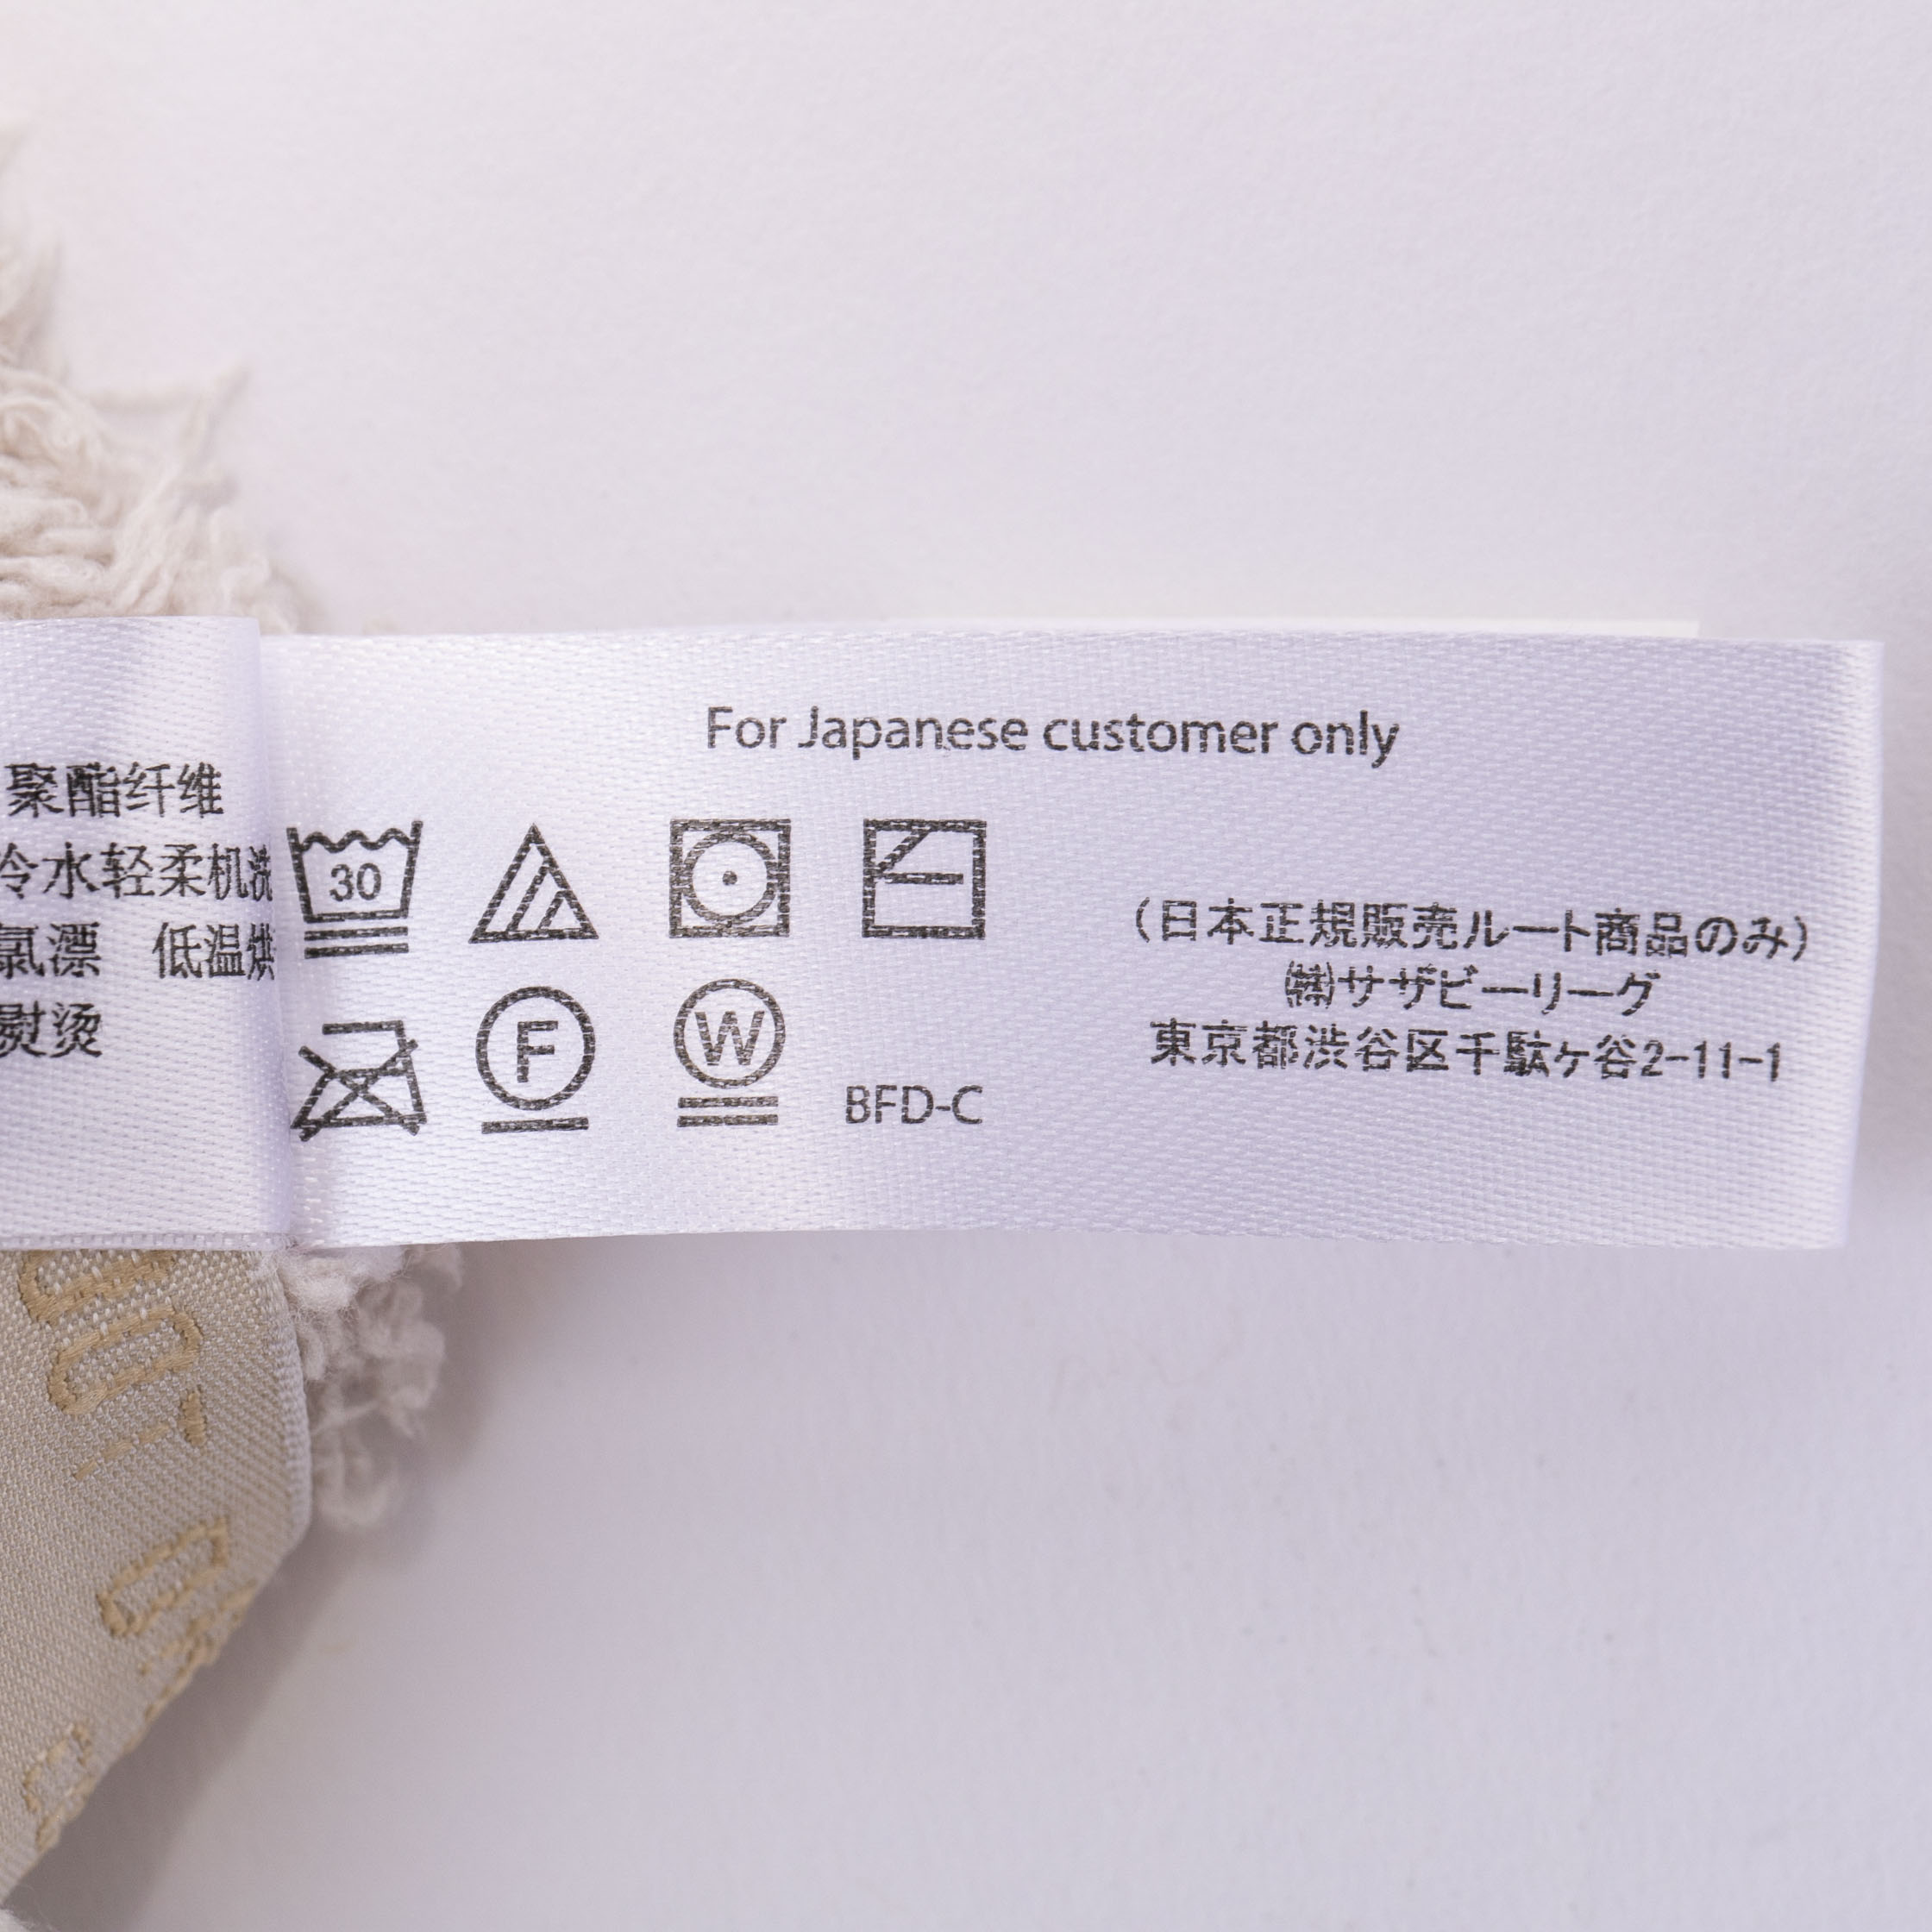 聚酯纤维
冷水轻柔机洗
氯漂 低温烘
熨烫
For Japanese customer only
30
F
W
BFD-C
（日本正規販売ルート商品のみ）
㈱サザビーリーグ
東京都渋谷区千駄ヶ谷2-11-1